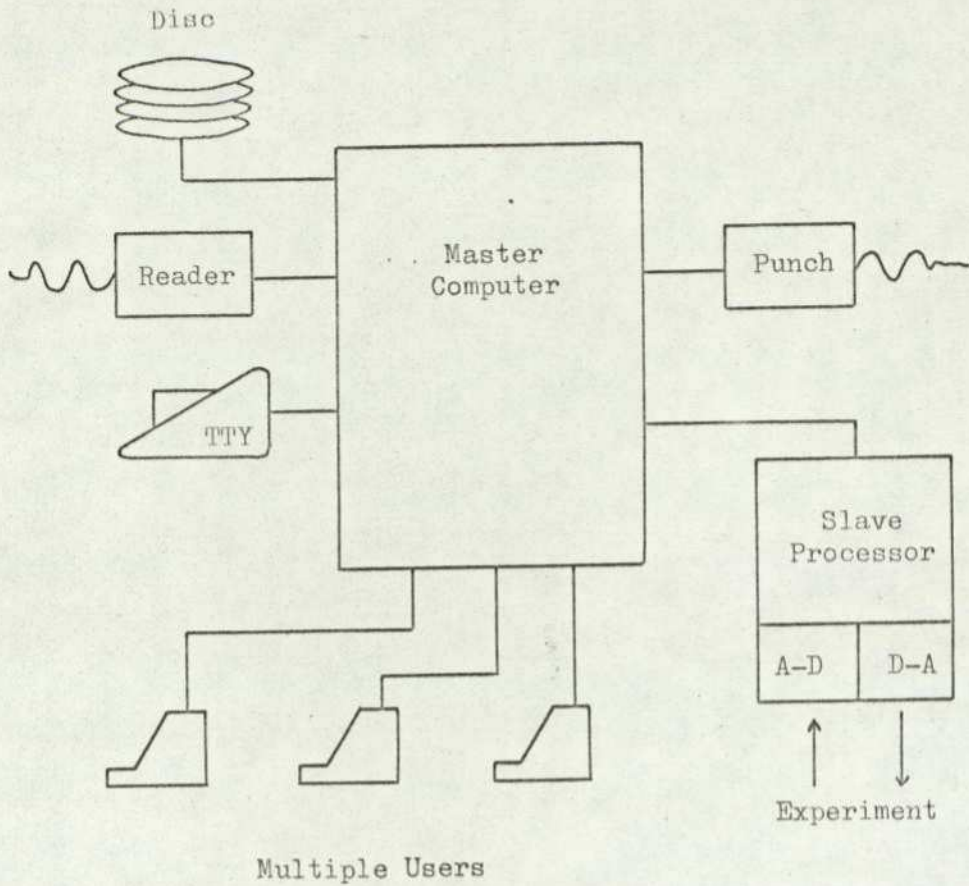 Disc
Master
Computer
Reader
Punch
TTY
Slave
Processor
A-D
D-A
Experiment
Multiple Users